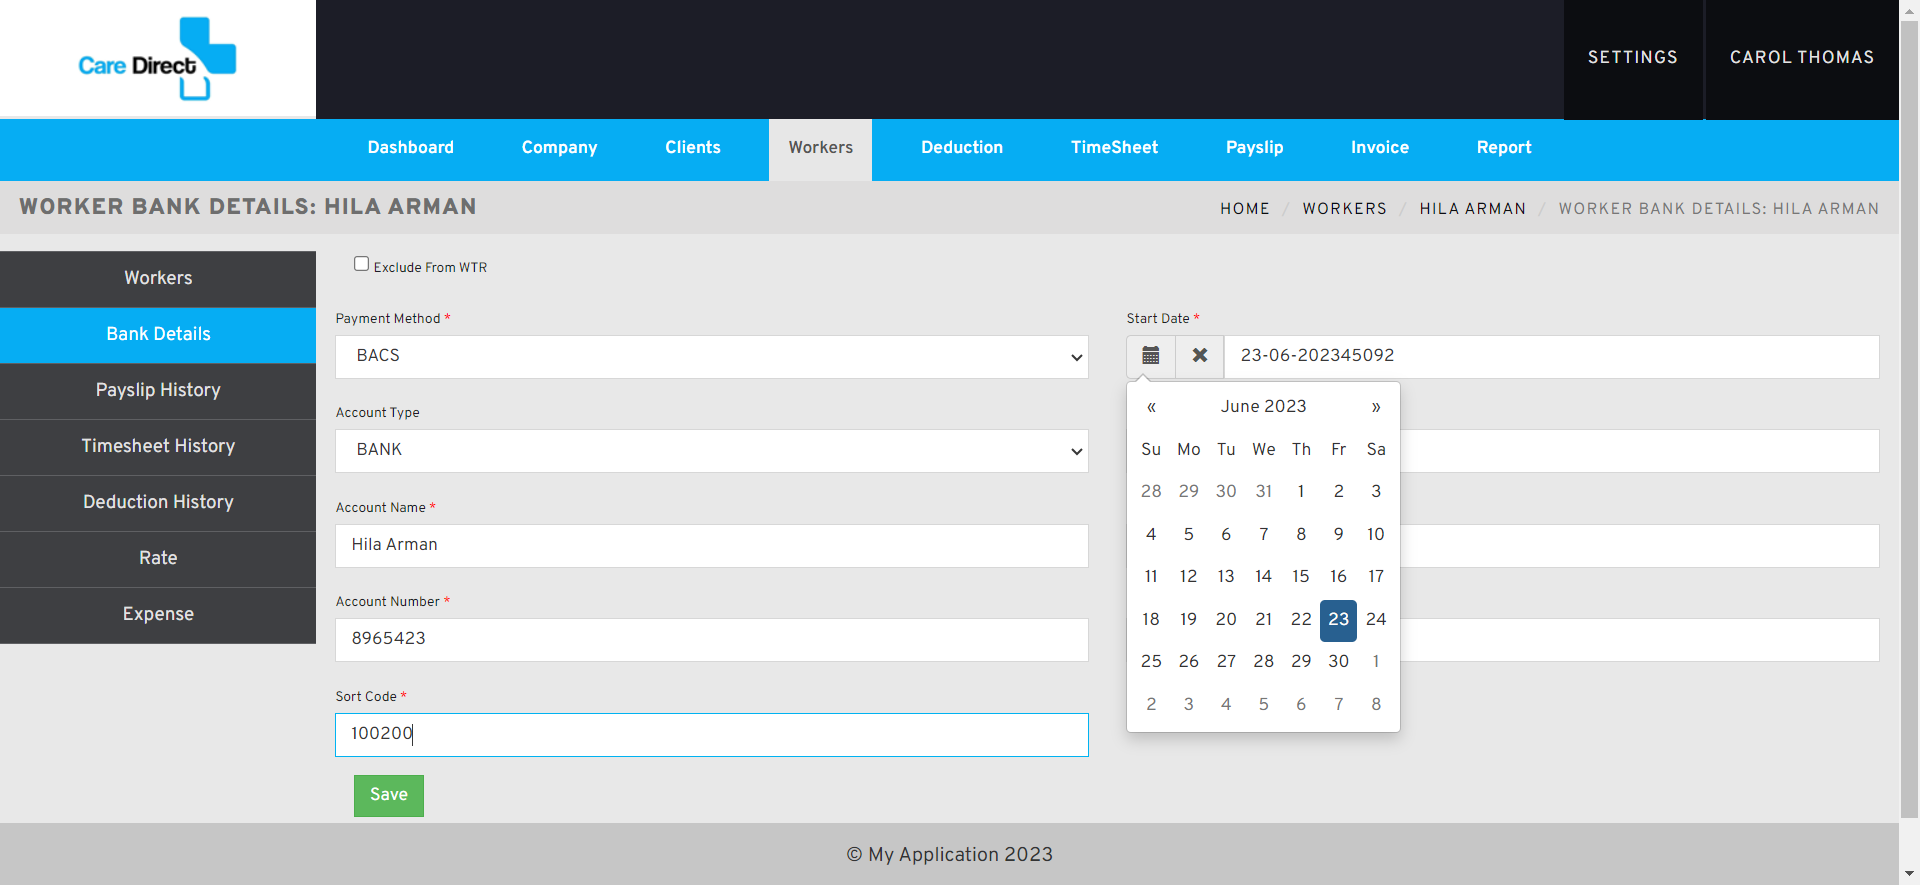 Care Direct
SETTINGS
CAROL THOMAS
Dashboard
Company
Clients
Workers
Deduction
TimeSheet
Payslip
Invoice
Report
WORKER BANK DETAILS: HILA ARMAN
HOME / WORKERS / HILA ARMAN / WORKER BANK DETAILS: HILA ARMAN
Workers
Bank Details
Payslip History
Timesheet History
Deduction History
Rate
Expense
Exclude From WTR
Payment Method *
BACS
Account Type
BANK
Account Name *
Hila Arman
Account Number *
8965423
Sort Code *
100200
Save
Start Date *
23-06-202345092
« June 2023 »
Su Mo Tu We Th Fr Sa
28 29 30 31 1 2 3
4 5 6 7 8 9 10
11 12 13 14 15 16 17
18 19 20 21 22 23 24
25 26 27 28 29 30 1
2 3 4 5 6 7 8
© My Application 2023